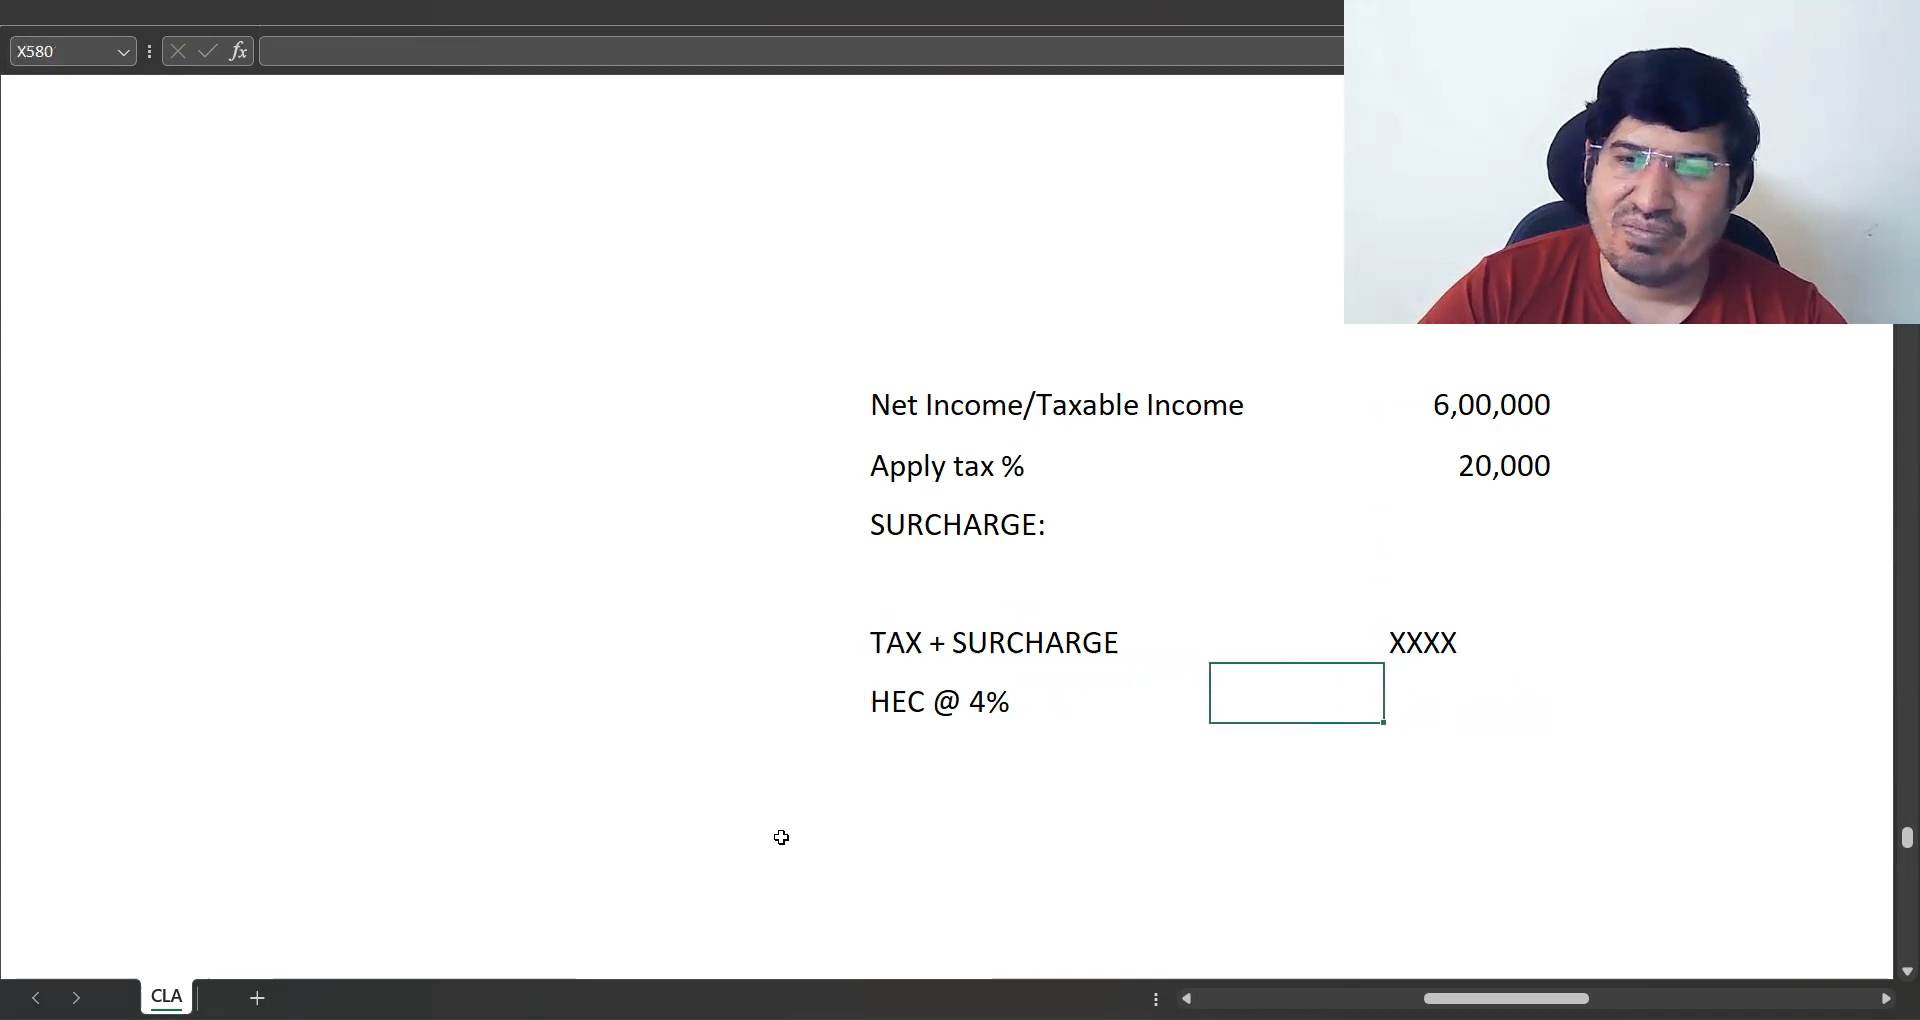 X580
fx
Net Income/Taxable Income 6,00,000
Apply tax % 20,000
SURCHARGE:
TAX + SURCHARGE XXXX
HEC @ 4%
CLA